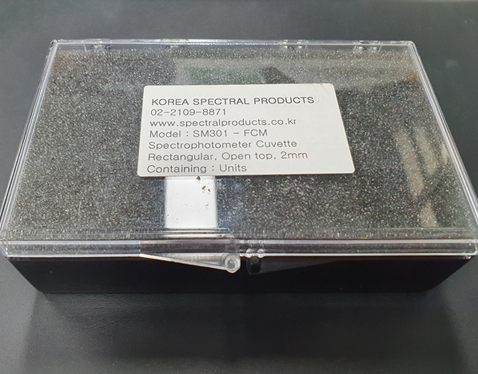 KOREA SPECTRAL PRODUCTS
02-2109-8871
www.spectralproducts.co.kr
Model : SM301 - FCM
Spectrophotometer Cuvette
Rectangular, Open top, 2mm
Containing : Units